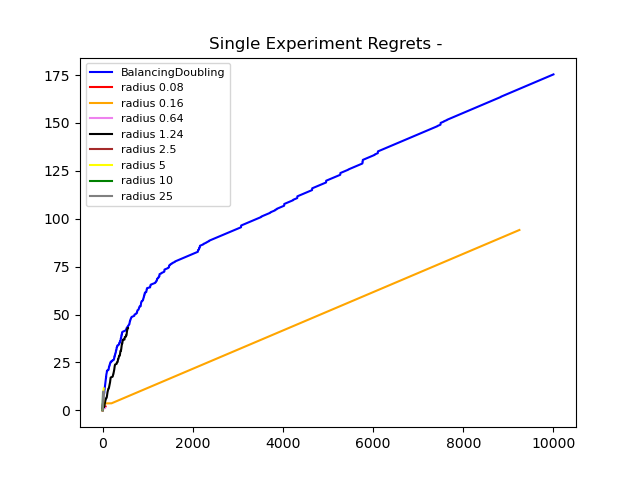 Single Experiment Regrets -
BalancingDoubling
radius 0.08
radius 0.16
radius 0.64
radius 1.24
radius 2.5
radius 5
radius 10
radius 25
175
150
125
100
75
50
25
0
0 2000 4000 6000 8000 10000